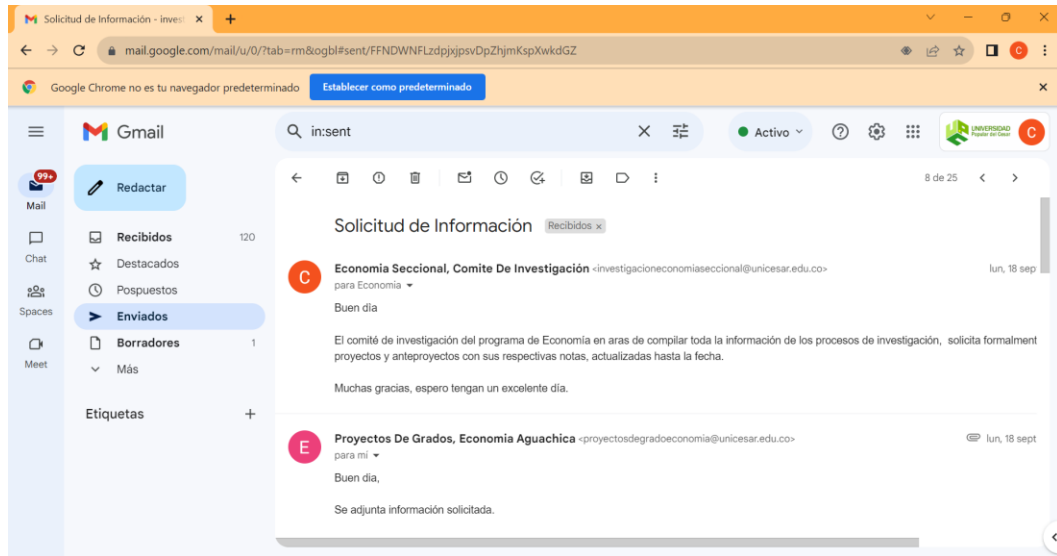 Solicitud de Información - invest
mail.google.com/mail/u/0/?tab=rm&ogbl#sent/FFNDWNFLzdpjxjpsvDpZhjmKspXwkdGZ
C
Google Chrome no es tu navegador predeterminado
Establecer como predeterminado
Gmail
in:sent
Activo
UNIVERSIDAD
Popular del Cesar
C
99+
Mail
Chat
Spaces
Meet
Redactar
Recibidos 120
Destacados
Pospuestos
Enviados
Borradores 1
Más
Etiquetas
8 de 25
Solicitud de Información Recibidos x
C
Economia Seccional, Comite De Investigación <investigacioneconomiaseccional@unicesar.edu.co> lun, 18 sep
para Economia
Buen día
El comité de investigación del programa de Economía en aras de compilar toda la información de los procesos de investigación, solicita formalment
proyectos y anteproyectos con sus respectivas notas, actualizadas hasta la fecha.
Muchas gracias, espero tengan un excelente día.
E
Proyectos De Grados, Economia Aguachica <proyectosdegradoeconomia@unicesar.edu.co> lun, 18 sept
para mí
Buen día,
Se adjunta información solicitada.